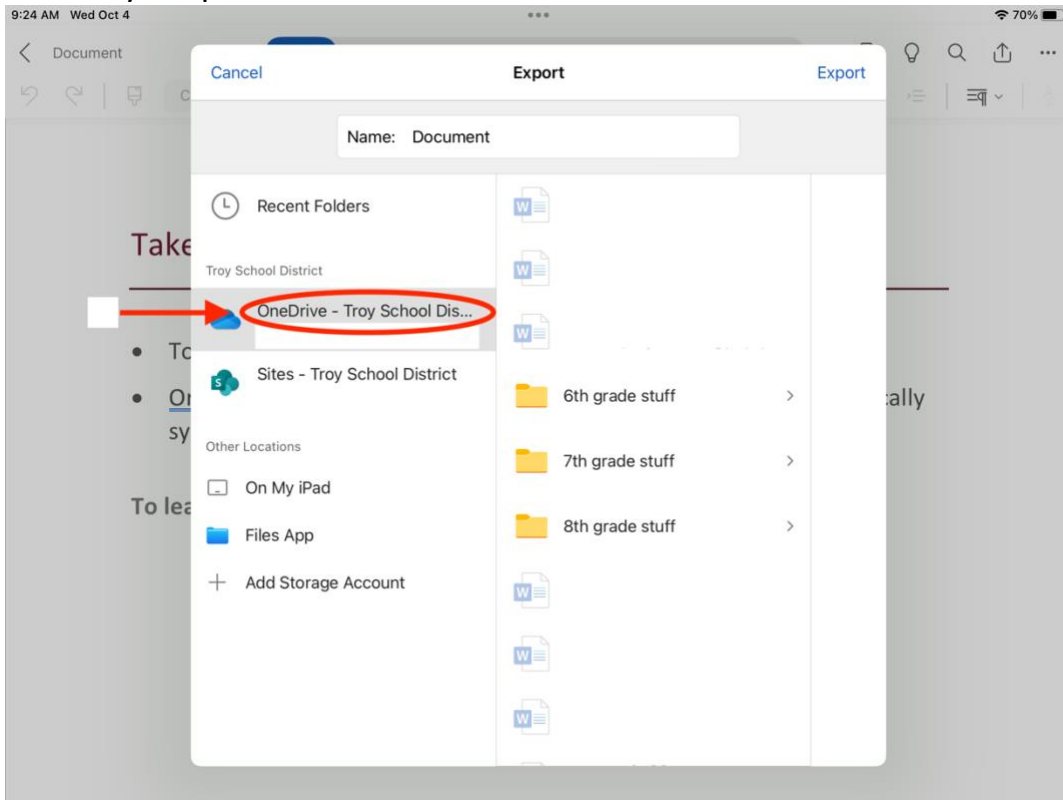 9:24 AM Wed Oct 4
70%
Document
Cancel
Export
Export
Name: Document
Recent Folders
Troy School District
OneDrive - Troy School Dis...
Sites - Troy School District
Other Locations
On My iPad
Files App
Add Storage Account
6th grade stuff
7th grade stuff
8th grade stuff
Take
To
cally
sy
To lea